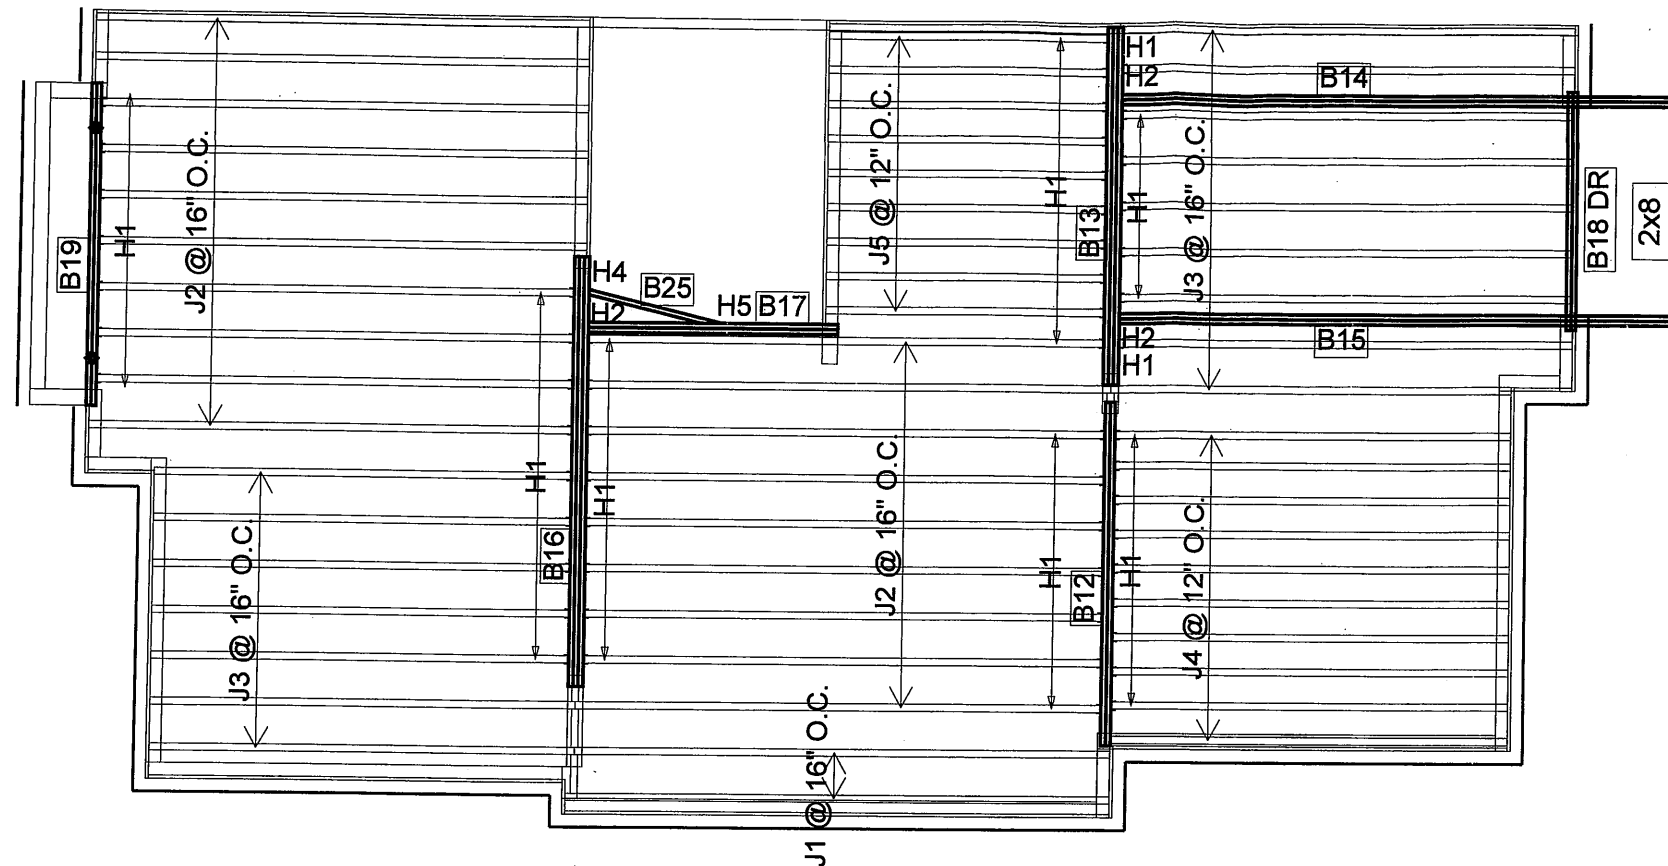 H1
H2
B14
J2 @ 16" O.C.
H1
B19
J5 @ 12" O.C.
H1
B13
H1
J3 @ 16" O.C.
B18 DR
2x8
H4
B25
H2
H5
B17
H2
B15
H1
H1
B16
H1
J2 @ 16" O.C.
H1
B12
H1
J4 @ 12" O.C.
J3 @ 16" O.C.
J1 @ 16" O.C.